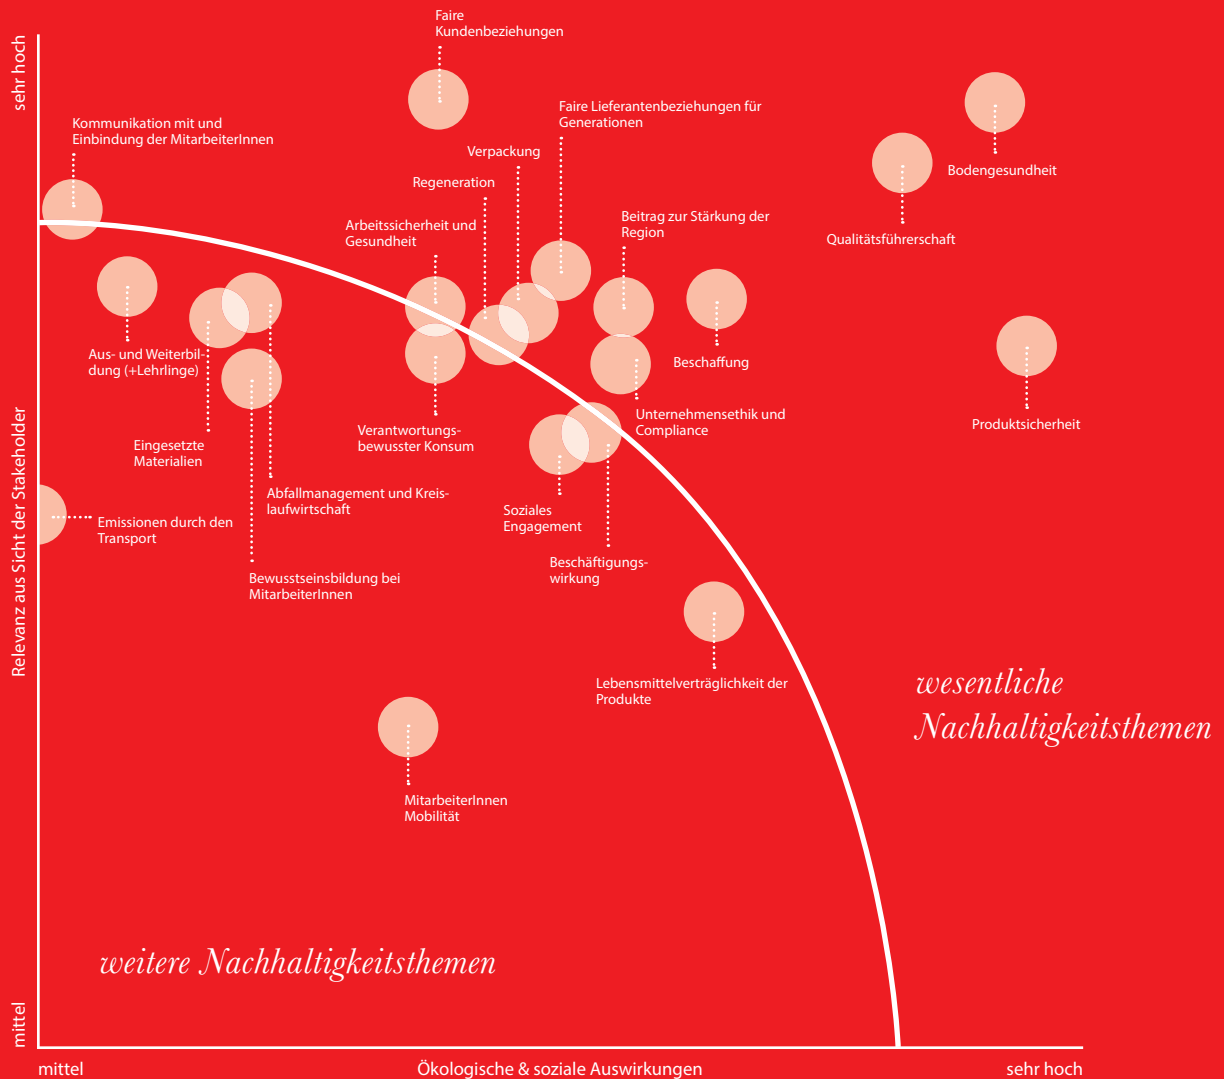 Faire
Kundenbeziehungen
sehr hoch
Kommunikation mit und
Einbindung der MitarbeiterInnen
Faire Lieferantenbeziehungen für
Generationen
Verpackung
Regeneration
Bodengesundheit
Arbeitssicherheit und
Gesundheit
Beitrag zur Stärkung der
Region
Qualitätsführerschaft
Aus- und Weiterbil-
dung (+Lehrlinge)
Beschaffung
Eingesetzte
Materialien
Verantwortungs-
bewusster Konsum
Unternehmensethik und
Compliance
Produktsicherheit
Relevanz aus Sicht der Stakeholder
Abfallmanagement und Kreis-
laufwirtschaft
Emissionen durch den
Transport
Soziales
Engagement
Bewusstseinsbildung bei
MitarbeiterInnen
Beschäftigungs-
wirkung
Lebensmittelverträglichkeit der
Produkte
wesentliche
Nachhaltigkeitsthemen
MitarbeiterInnen
Mobilität
weitere Nachhaltigkeitsthemen
mittel
mittel
Ökologische & soziale Auswirkungen
sehr hoch